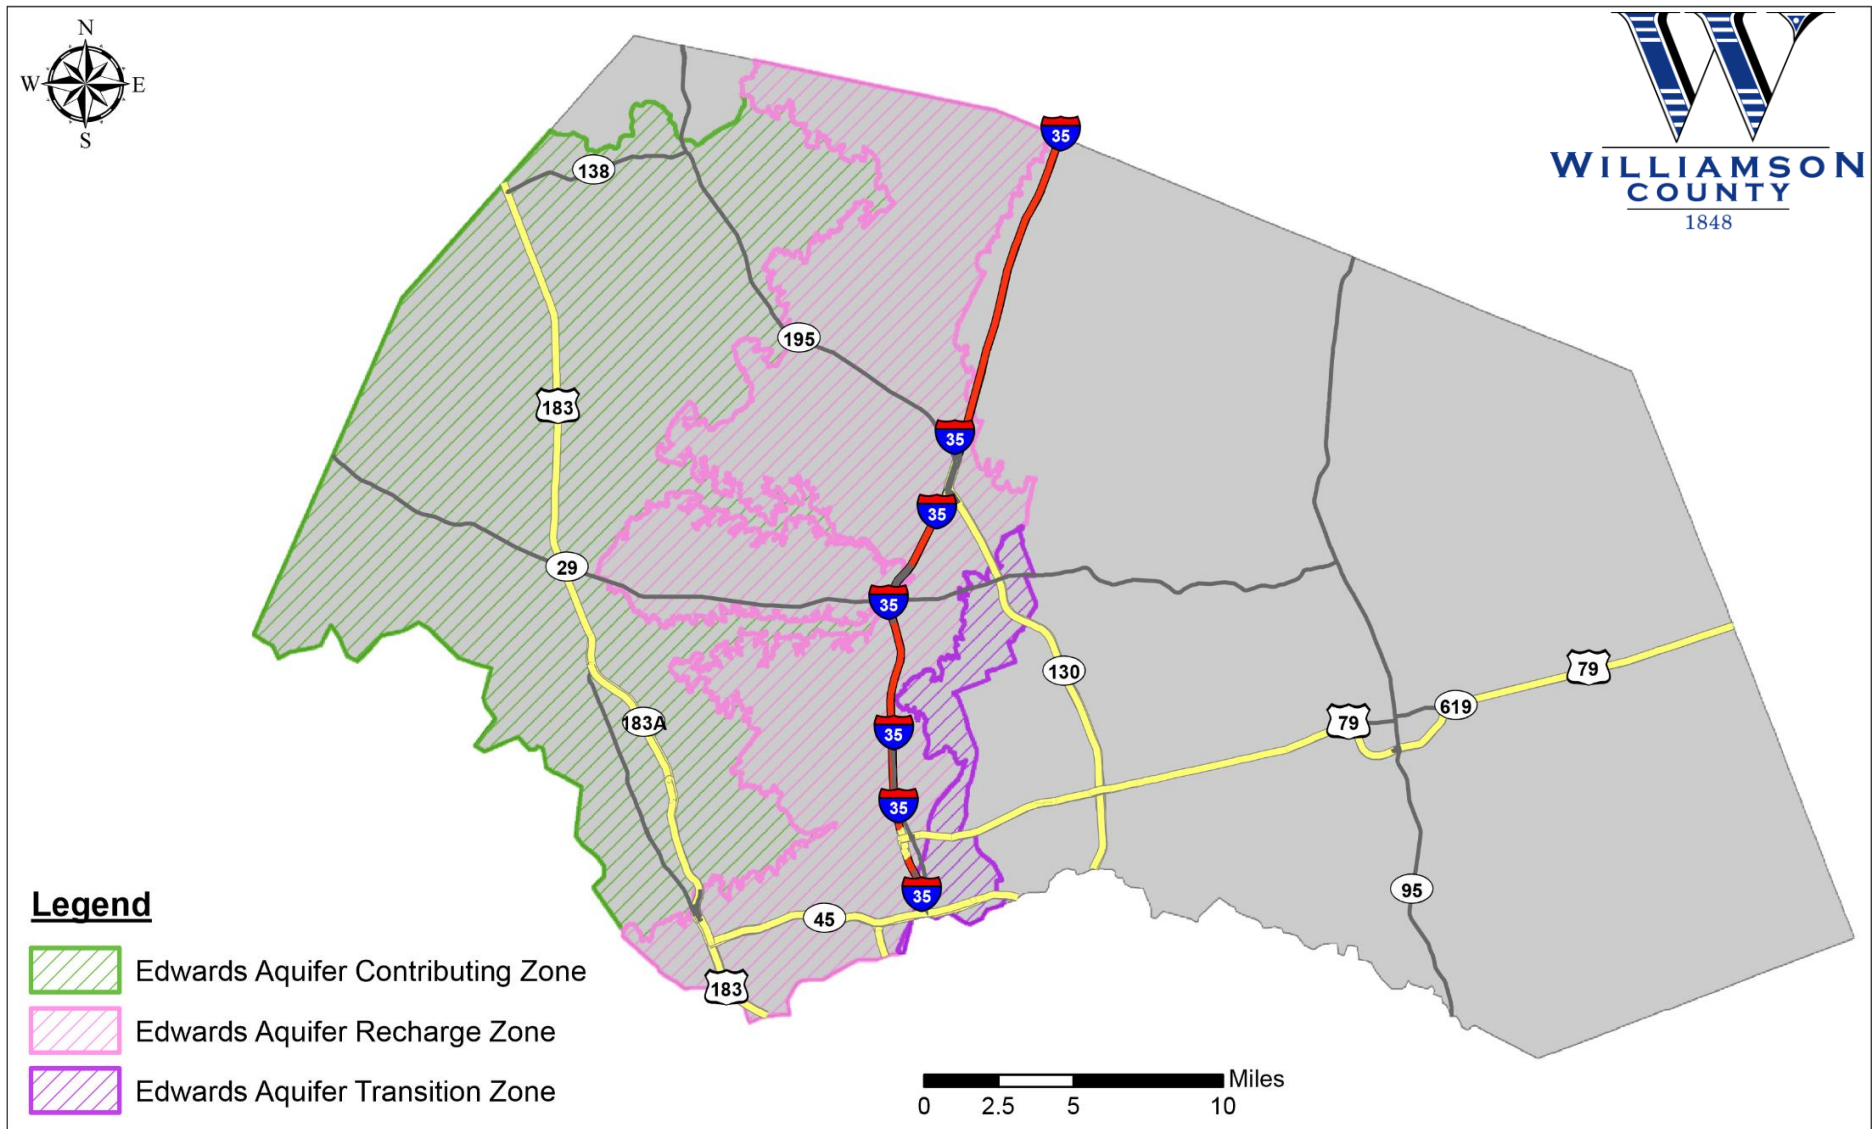 N
W
E
S
WILLIAMSON
COUNTY
1848
35
138
195
183
35
35
29
35
130
79
619
79
183A
35
35
95
35
45
183
Legend
Edwards Aquifer Contributing Zone
Edwards Aquifer Recharge Zone
Edwards Aquifer Transition Zone
Miles
0 2.5 5 10